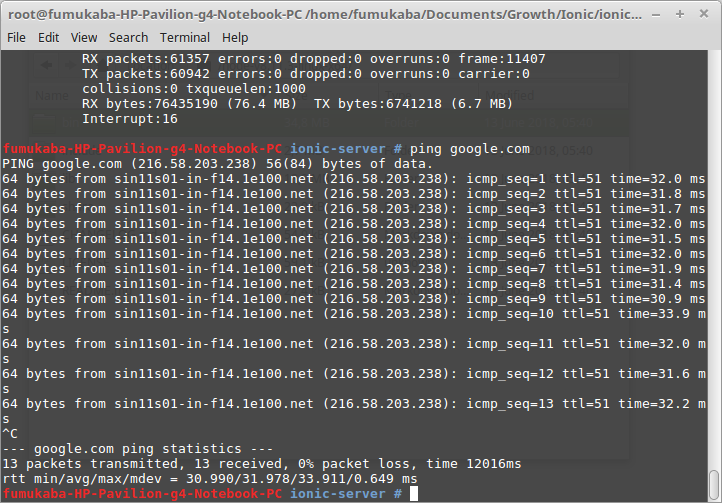 root@fumukaba-HP-Pavilion-g4-Notebook-PC /home/fumukaba/Documents/Growth/Ionic/ionic...
File Edit View Search Terminal Help
RX packets:61357 errors:0 dropped:0 overruns:0 frame:11407
TX packets:60942 errors:0 dropped:0 overruns:0 carrier:0
collisions:0 txqueuelen:1000
RX bytes:76435190 (76.4 MB)  TX bytes:6741218 (6.7 MB)
Interrupt:16
fumukaba-HP-Pavilion-g4-Notebook-PC ionic-server # ping google.com
PING google.com (216.58.203.238) 56(84) bytes of data.
64 bytes from sin11s01-in-f14.1e100.net (216.58.203.238): icmp_seq=1 ttl=51 time=32.0 ms
64 bytes from sin11s01-in-f14.1e100.net (216.58.203.238): icmp_seq=2 ttl=51 time=31.8 ms
64 bytes from sin11s01-in-f14.1e100.net (216.58.203.238): icmp_seq=3 ttl=51 time=31.7 ms
64 bytes from sin11s01-in-f14.1e100.net (216.58.203.238): icmp_seq=4 ttl=51 time=32.0 ms
64 bytes from sin11s01-in-f14.1e100.net (216.58.203.238): icmp_seq=5 ttl=51 time=31.5 ms
64 bytes from sin11s01-in-f14.1e100.net (216.58.203.238): icmp_seq=6 ttl=51 time=32.0 ms
64 bytes from sin11s01-in-f14.1e100.net (216.58.203.238): icmp_seq=7 ttl=51 time=31.9 ms
64 bytes from sin11s01-in-f14.1e100.net (216.58.203.238): icmp_seq=8 ttl=51 time=31.4 ms
64 bytes from sin11s01-in-f14.1e100.net (216.58.203.238): icmp_seq=9 ttl=51 time=30.9 ms
64 bytes from sin11s01-in-f14.1e100.net (216.58.203.238): icmp_seq=10 ttl=51 time=33.9 m
s
64 bytes from sin11s01-in-f14.1e100.net (216.58.203.238): icmp_seq=11 ttl=51 time=32.0 m
s
64 bytes from sin11s01-in-f14.1e100.net (216.58.203.238): icmp_seq=12 ttl=51 time=31.6 m
s
64 bytes from sin11s01-in-f14.1e100.net (216.58.203.238): icmp_seq=13 ttl=51 time=32.2 m
s
^C
--- google.com ping statistics ---
13 packets transmitted, 13 received, 0% packet loss, time 12016ms
rtt min/avg/max/mdev = 30.990/31.978/33.911/0.649 ms
fumukaba-HP-Pavilion-g4-Notebook-PC ionic-server #